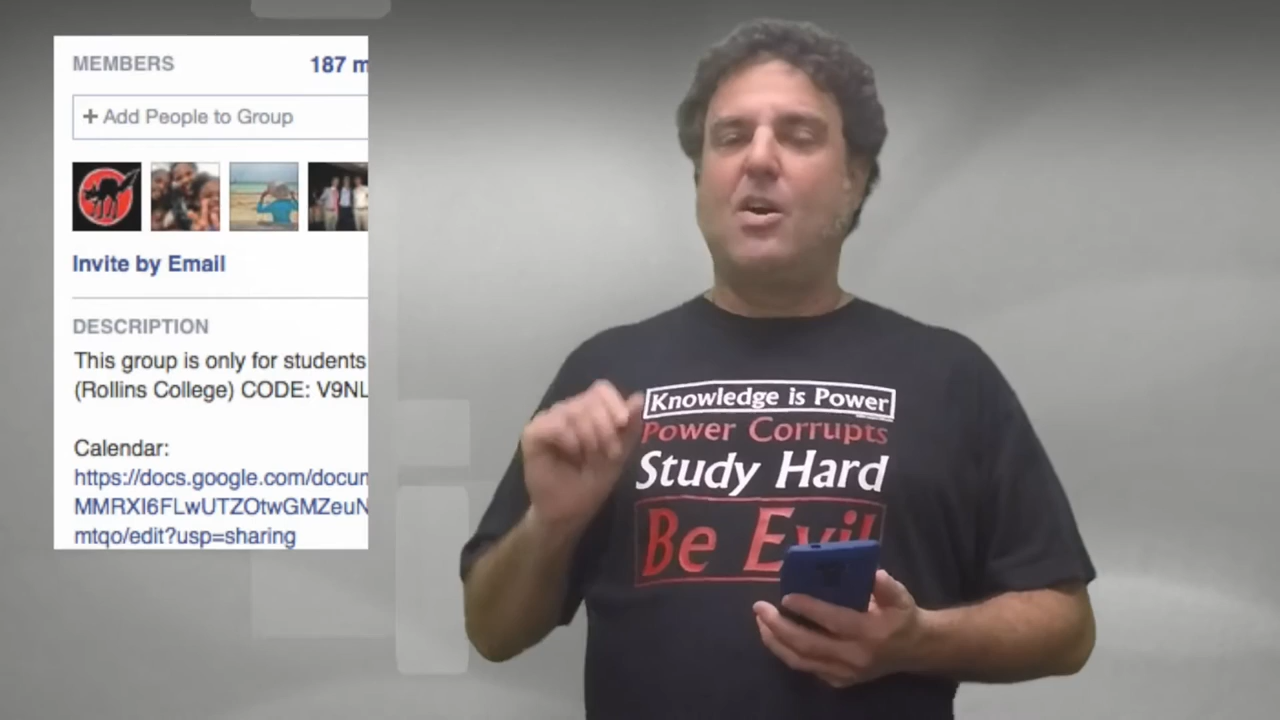 MEMBERS 187 m
+ Add People to Group
Invite by Email
DESCRIPTION
This group is only for students
(Rollins College) CODE: V9NL
Calendar:
https://docs.google.com/docum
MMRXI6FLwUTZOtwGMZeuN
mtqo/edit?usp=sharing
Knowledge is Power
Power Corrupts
Study Hard
Be Evil